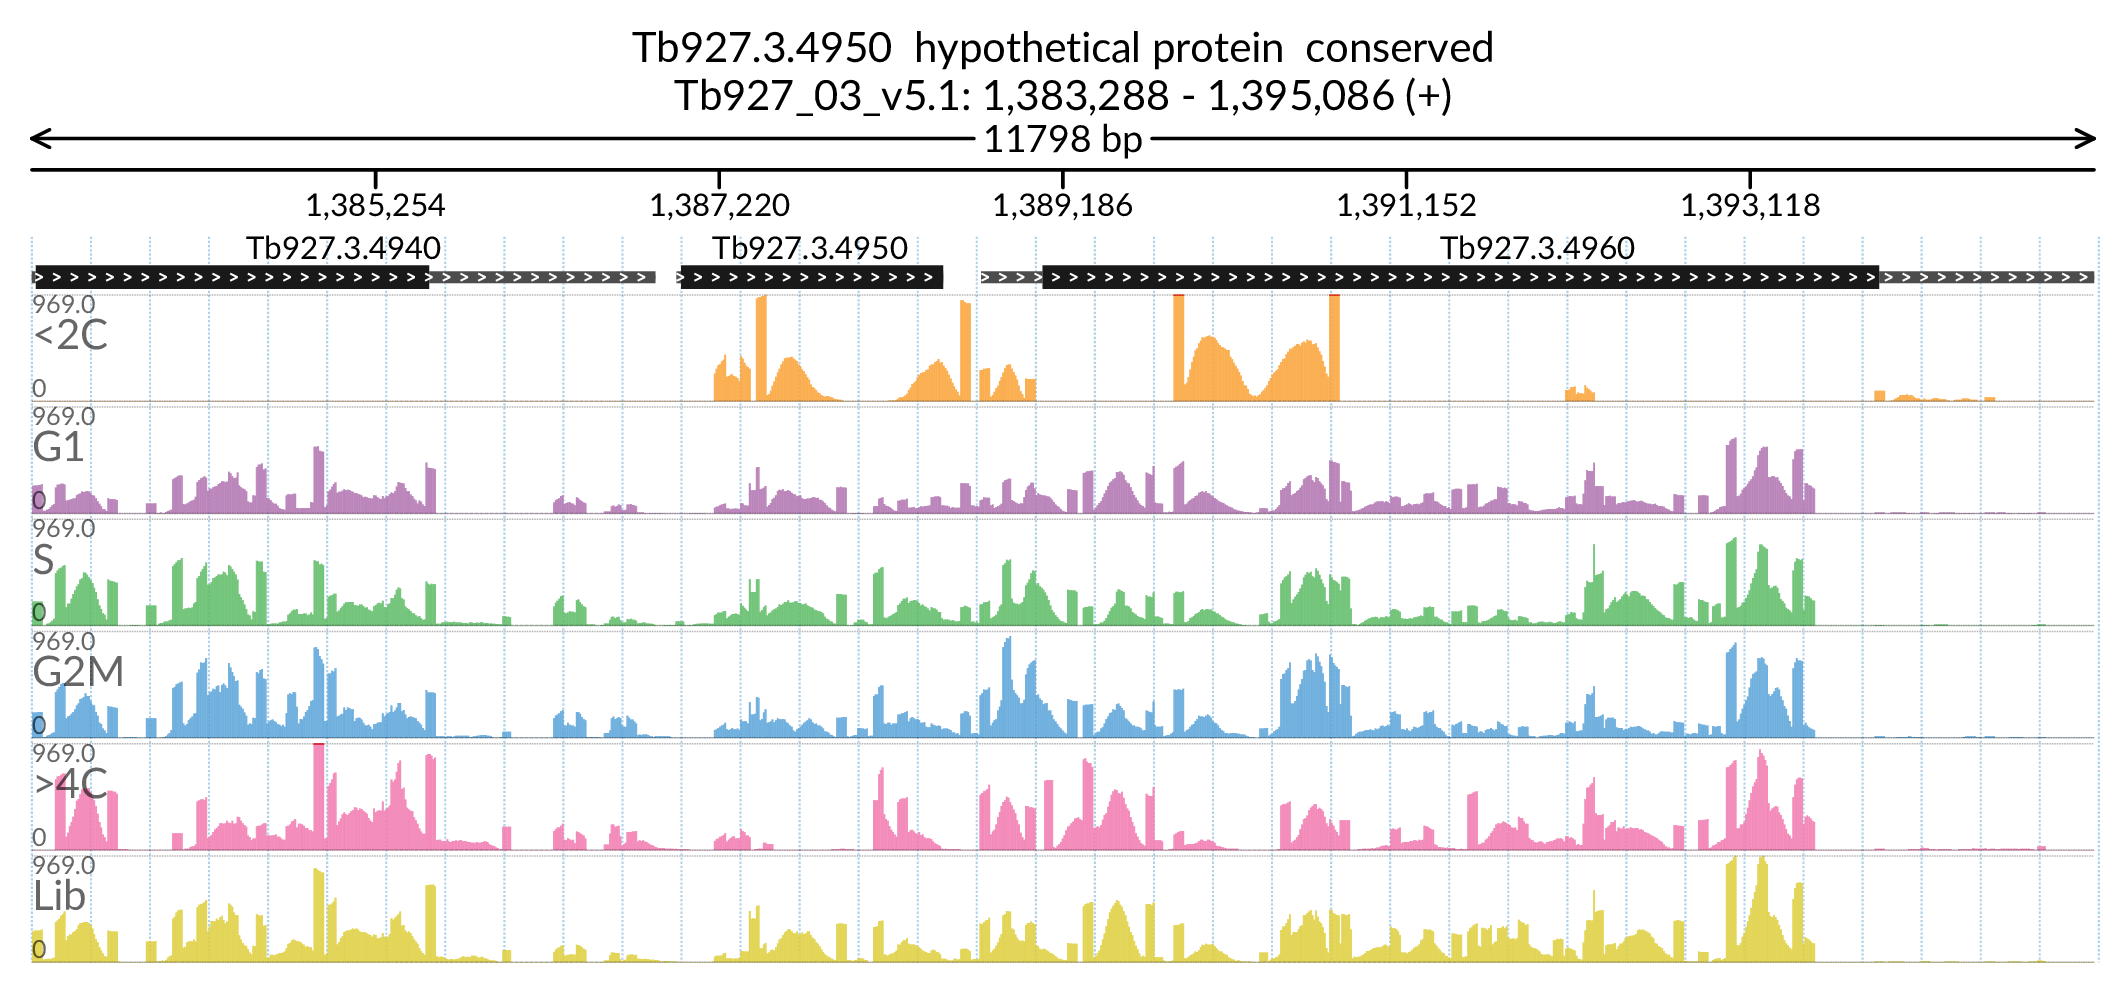 Tb927.3.4950  hypothetical protein  conserved
Tb927_03_v5.1: 1,383,288 - 1,395,086 (+)
11798 bp
1,385,254 1,387,220 1,389,186 1,391,152 1,393,118
Tb927.3.4940 Tb927.3.4950 Tb927.3.4960
969.0
<2C
0
969.0
G1
0
969.0
S
0
969.0
G2M
0
969.0
>4C
0
969.0
Lib
0